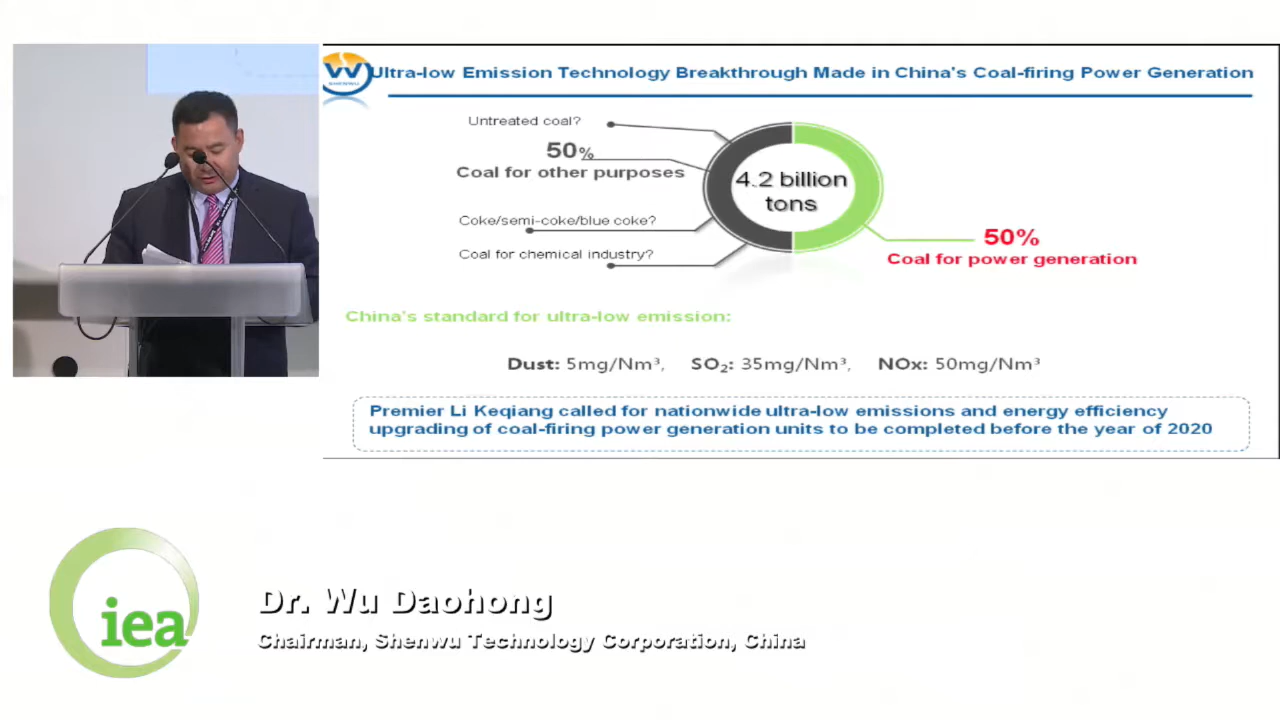 Ultra-low Emission Technology Breakthrough Made in China's Coal-firing Power Generation
Untreated coal?
50%
Coal for other purposes
Coke/semi-coke/blue coke?
Coal for chemical industry?
4.2 billion
tons
50%
Coal for power generation
China's standard for ultra-low emission:
Dust: 5mg/Nm³, SO₂: 35mg/Nm³, NOx: 50mg/Nm³
Premier Li Keqiang called for nationwide ultra-low emissions and energy efficiency
upgrading of coal-firing power generation units to be completed before the year of 2020
iea
Dr. Wu Daohong
Chairman, Shenwu Technology Corporation, China